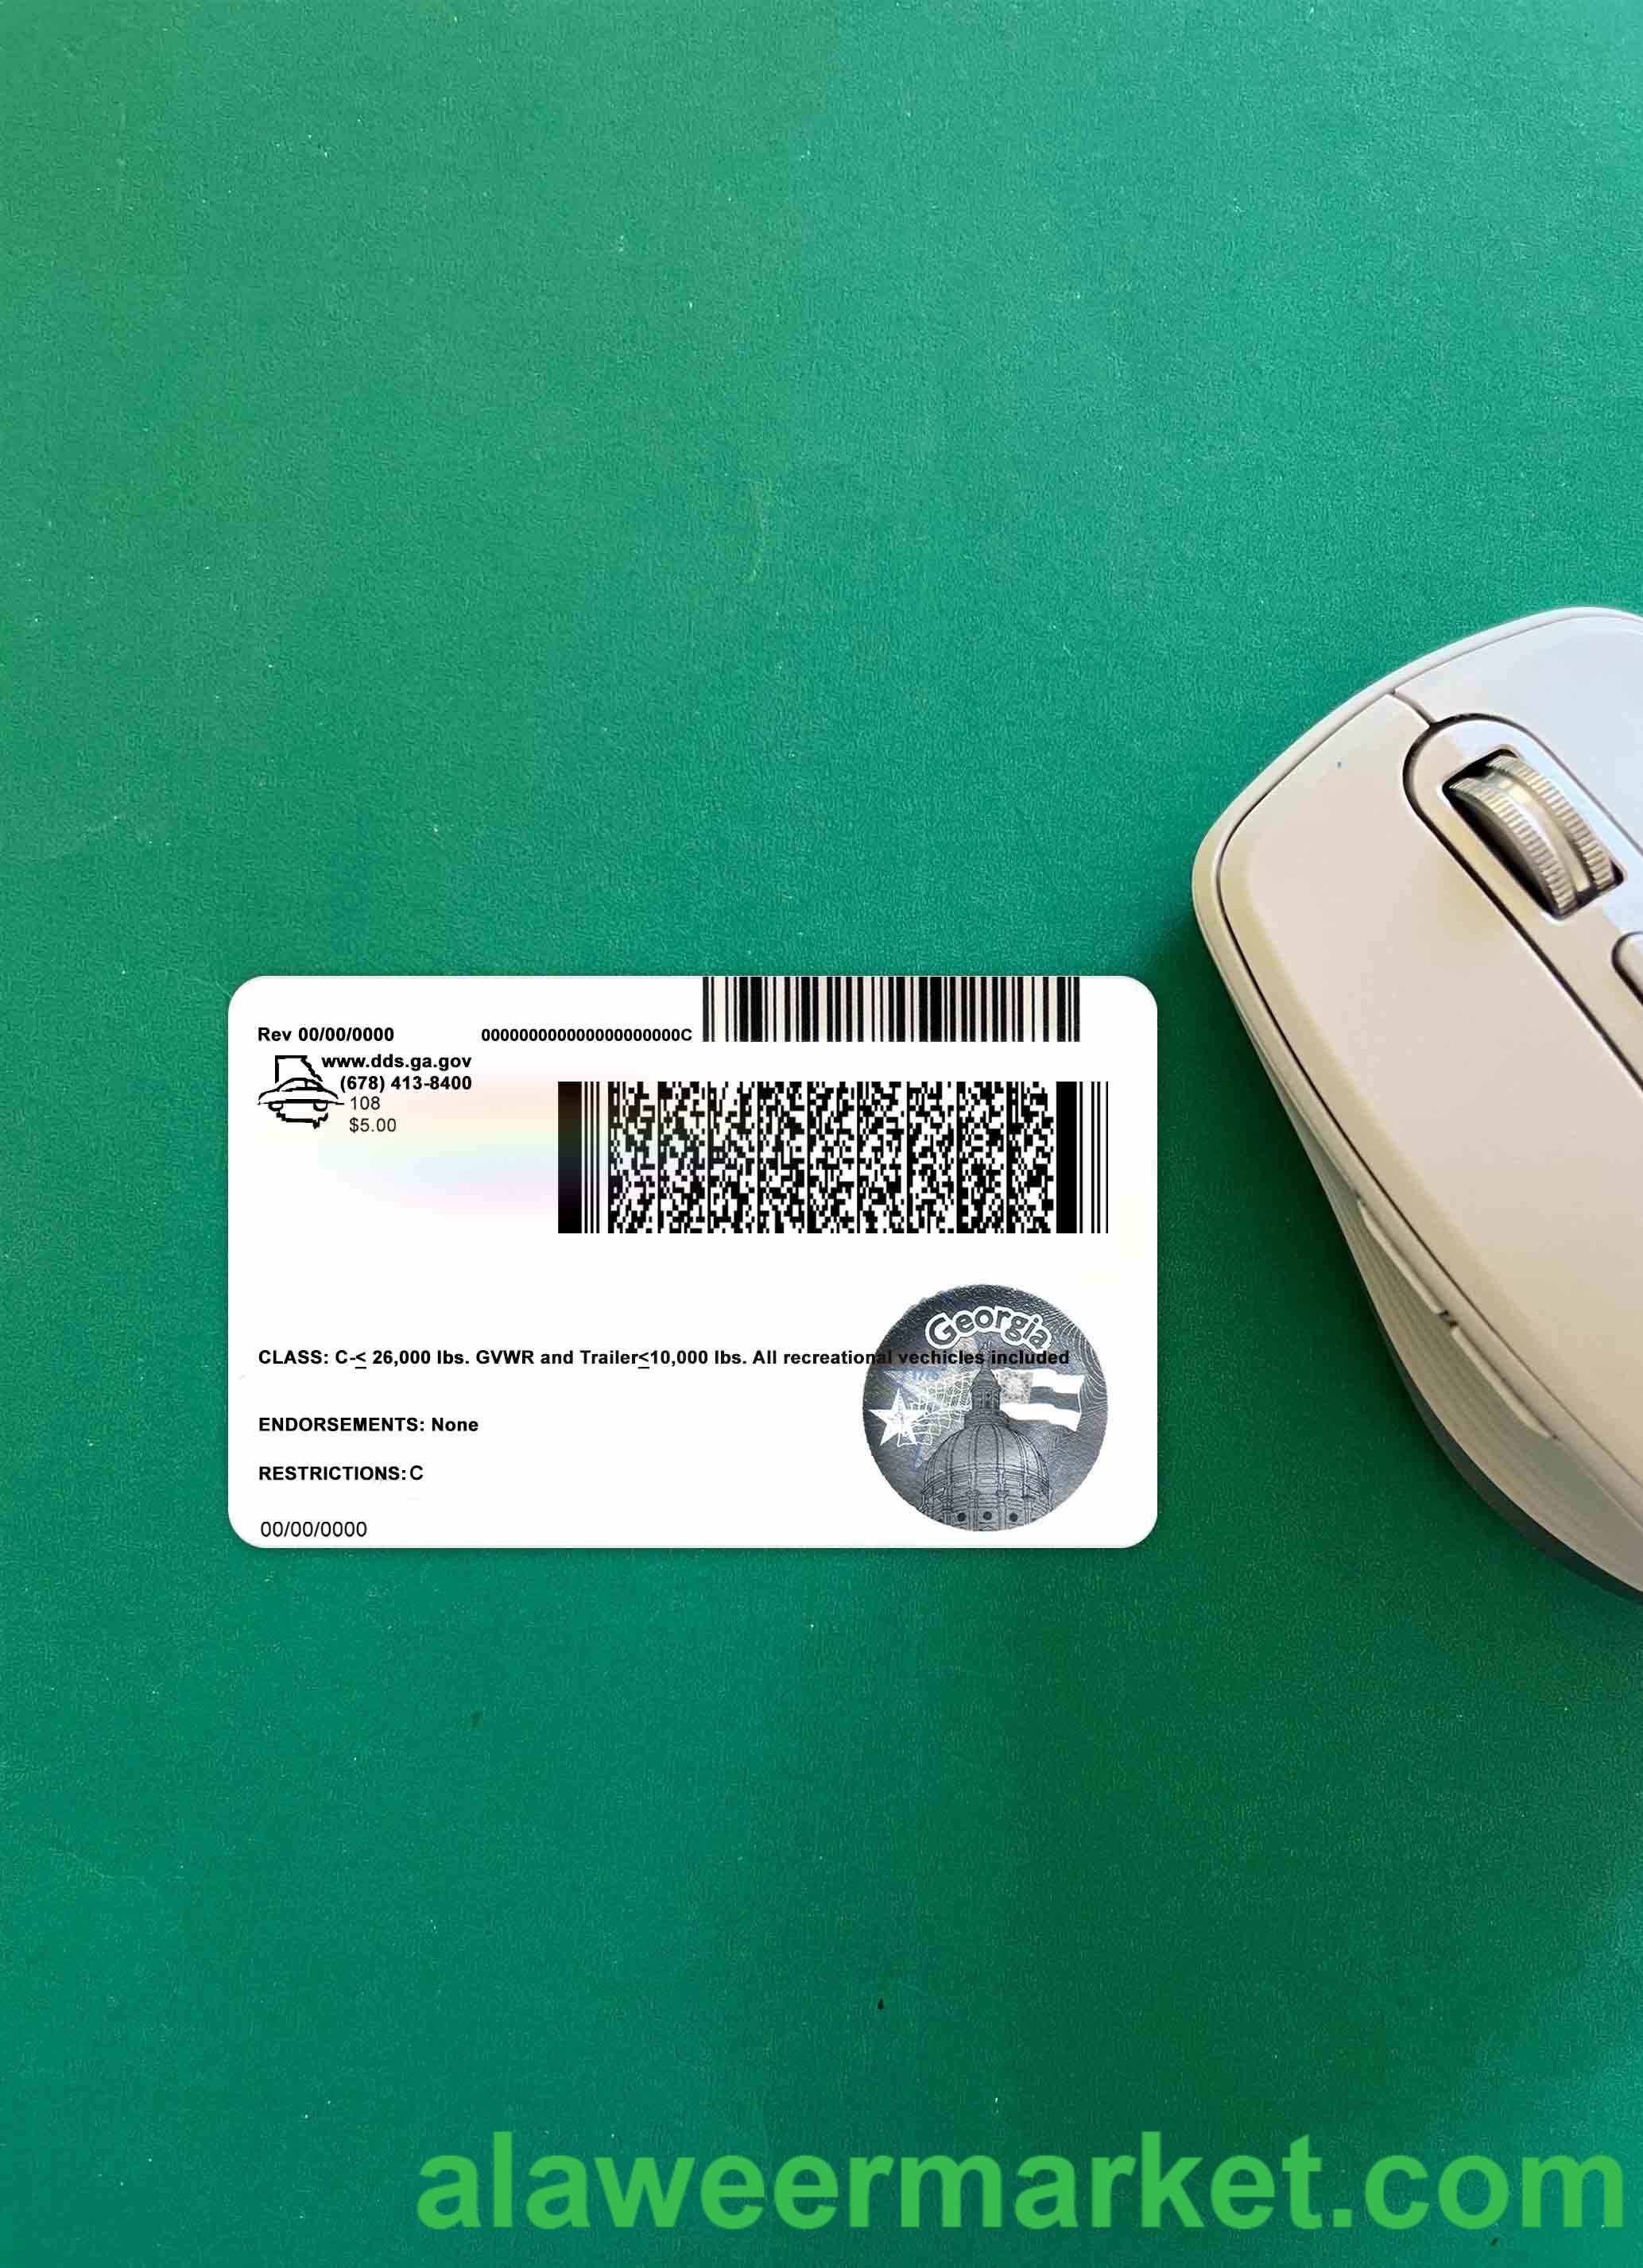 Rev 00/00/0000 000000000000000000000C
www.dds.ga.gov
(678) 413-8400
108
$5.00
Georgia
CLASS: C-≤ 26,000 lbs. GVWR and Trailer≤10,000 lbs. All recreational vechicles included
ENDORSEMENTS: None
RESTRICTIONS: C
00/00/0000
alaweermarket.com